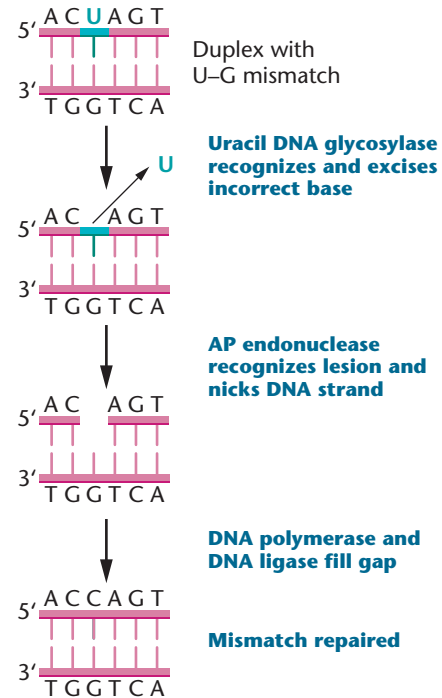 A C U A G T
5′
Duplex with
U–G mismatch
3′
T G G T C A
Uracil DNA glycosylase
recognizes and excises
incorrect base
U
A C A G T
5′
3′
T G G T C A
AP endonuclease
recognizes lesion and
nicks DNA strand
A C A G T
5′
3′
T G G T C A
DNA polymerase and
DNA ligase fill gap
A C C A G T
5′
Mismatch repaired
3′
T G G T C A